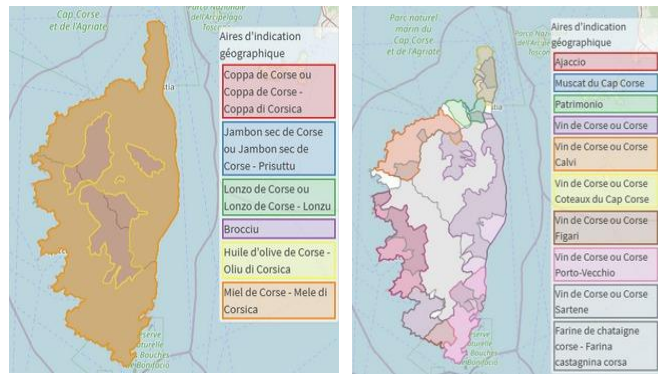 Cap Corse
et de l'Agriate
dell'Arcipelago
Aires d'indication
géographique
Coppa de Corse ou
Coppa de Corse -
Coppa di Corsica
Jambon sec de Corse
ou Jambon sec de
Corse - Prisuttu
Lonzo de Corse ou
Lonzo de Corse - Lonzu
Brocciu
Huile d'olive de Corse -
Oliu di Corsica
Miel de Corse - Mele di
Corsica
Bouches
Bonifacio
Parc naturel
marin du
Cap Corse
et de l'Agriate
Aires d'indication
géographique
Ajaccio
Muscat du Cap Corse
Patrimonio
Vin de Corse ou Corse
Vin de Corse ou Corse
Calvi
Vin de Corse ou Corse
Coteaux du Cap Corse
Vin de Corse ou Corse
Figari
Vin de Corse ou Corse
Porto-Vecchio
Vin de Corse ou Corse
Sartene
Farine de chataigne
corse - Farina
castagnina corsa
Bouches
Bonifacio